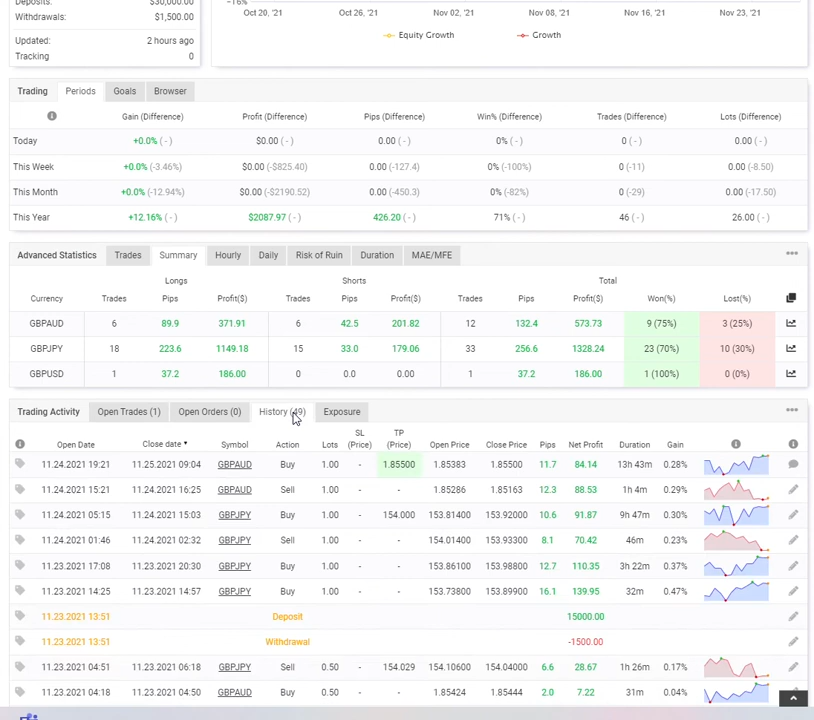 Deposits: $30,000.00
Withdrawals: $1,500.00
Updated: 2 hours ago
Tracking 0
-16%
Oct 20, '21 Oct 26, '21 Nov 02, '21 Nov 08, '21 Nov 16, '21 Nov 23, '21
Equity Growth Growth
Trading Periods Goals Browser
Gain (Difference) Profit (Difference) Pips (Difference) Win% (Difference) Trades (Difference) Lots (Difference)
Today +0.0% ( - ) $0.00 ( - ) 0.00 ( - ) 0% ( - ) 0 ( - ) 0.00 ( - )
This Week +0.0% (-3.46%) $0.00 (-$825.40) 0.00 (-127.4) 0% (-100%) 0 (-11) 0.00 (-8.50)
This Month +0.0% (-12.94%) $0.00 (-$2190.52) 0.00 (-450.3) 0% (-82%) 0 (-29) 0.00 (-17.50)
This Year +12.16% ( - ) $2087.97 ( - ) 426.20 ( - ) 71% ( - ) 46 ( - ) 26.00 ( - )
Advanced Statistics Trades Summary Hourly Daily Risk of Ruin Duration MAE/MFE
Longs Shorts Total
Currency Trades Pips Profit($) Trades Pips Profit($) Trades Pips Profit($) Won(%) Lost(%)
GBPAUD 6 89.9 371.91 6 42.5 201.82 12 132.4 573.73 9 (75%) 3 (25%)
GBPJPY 18 223.6 1149.18 15 33.0 179.06 33 256.6 1328.24 23 (70%) 10 (30%)
GBPUSD 1 37.2 186.00 0 0.0 0.00 1 37.2 186.00 1 (100%) 0 (0%)
Trading Activity Open Trades (1) Open Orders (0) History (49) Exposure
Open Date Close date Symbol Action Lots SL (Price) TP (Price) Open Price Close Price Pips Net Profit Duration Gain
11.24.2021 19:21 11.25.2021 09:04 GBPAUD Buy 1.00 - 1.85500 1.85383 1.85500 11.7 84.14 13h 43m 0.28%
11.24.2021 15:21 11.24.2021 16:25 GBPAUD Sell 1.00 - - 1.85286 1.85163 12.3 88.53 1h 4m 0.29%
11.24.2021 05:15 11.24.2021 15:03 GBPJPY Buy 1.00 - 154.000 153.81400 153.92000 10.6 91.87 9h 47m 0.30%
11.24.2021 01:46 11.24.2021 02:32 GBPJPY Sell 1.00 - - 154.01400 153.93300 8.1 70.42 46m 0.23%
11.23.2021 17:08 11.23.2021 20:30 GBPJPY Buy 1.00 - - 153.86100 153.98800 12.7 110.35 3h 22m 0.37%
11.23.2021 14:25 11.23.2021 14:57 GBPJPY Buy 1.00 - - 153.73800 153.89900 16.1 139.95 32m 0.47%
11.23.2021 13:51 Deposit 15000.00
11.23.2021 13:51 Withdrawal -1500.00
11.23.2021 04:51 11.23.2021 06:18 GBPJPY Sell 0.50 - 154.029 154.10600 154.04000 6.6 28.67 1h 26m 0.17%
11.23.2021 04:18 11.23.2021 04:50 GBPAUD Buy 0.50 - - 1.85424 1.85444 2.0 7.22 31m 0.04%